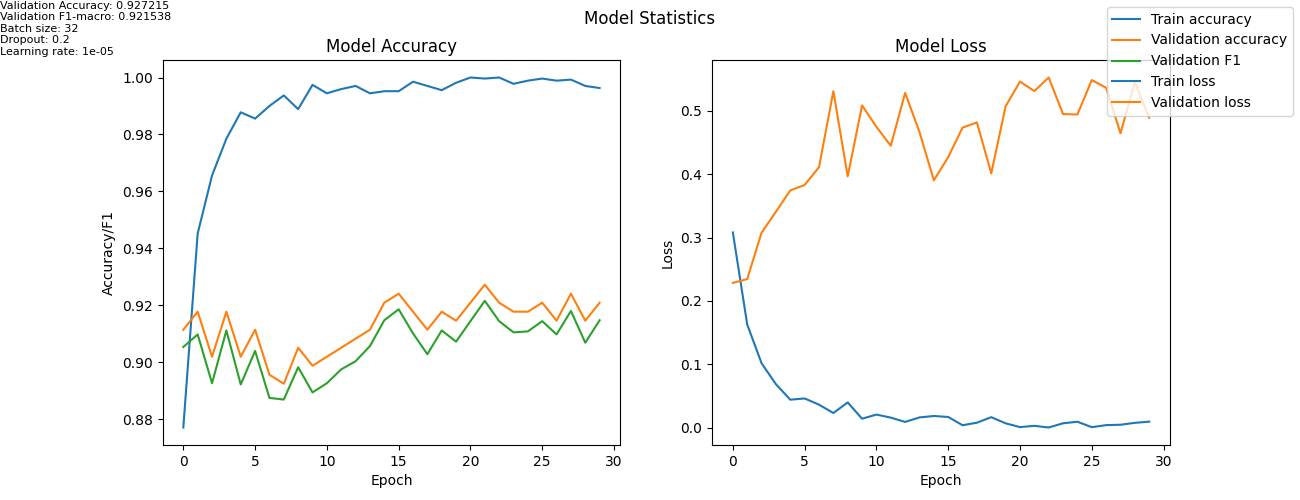 Validation Accuracy: 0.927215
Validation F1-macro: 0.921538
Batch size: 32
Dropout: 0.2
Learning rate: 1e-05
Model Statistics
Model Accuracy
1.00
0.98
0.96
0.94
0.92
0.90
0.88
Accuracy/F1
0 5 10 15 20 25 30
Epoch
Model Loss
0.5
0.4
0.3
0.2
0.1
0.0
Loss
0 5 10 15 20 25 30
Epoch
Train accuracy
Validation accuracy
Validation F1
Train loss
Validation loss